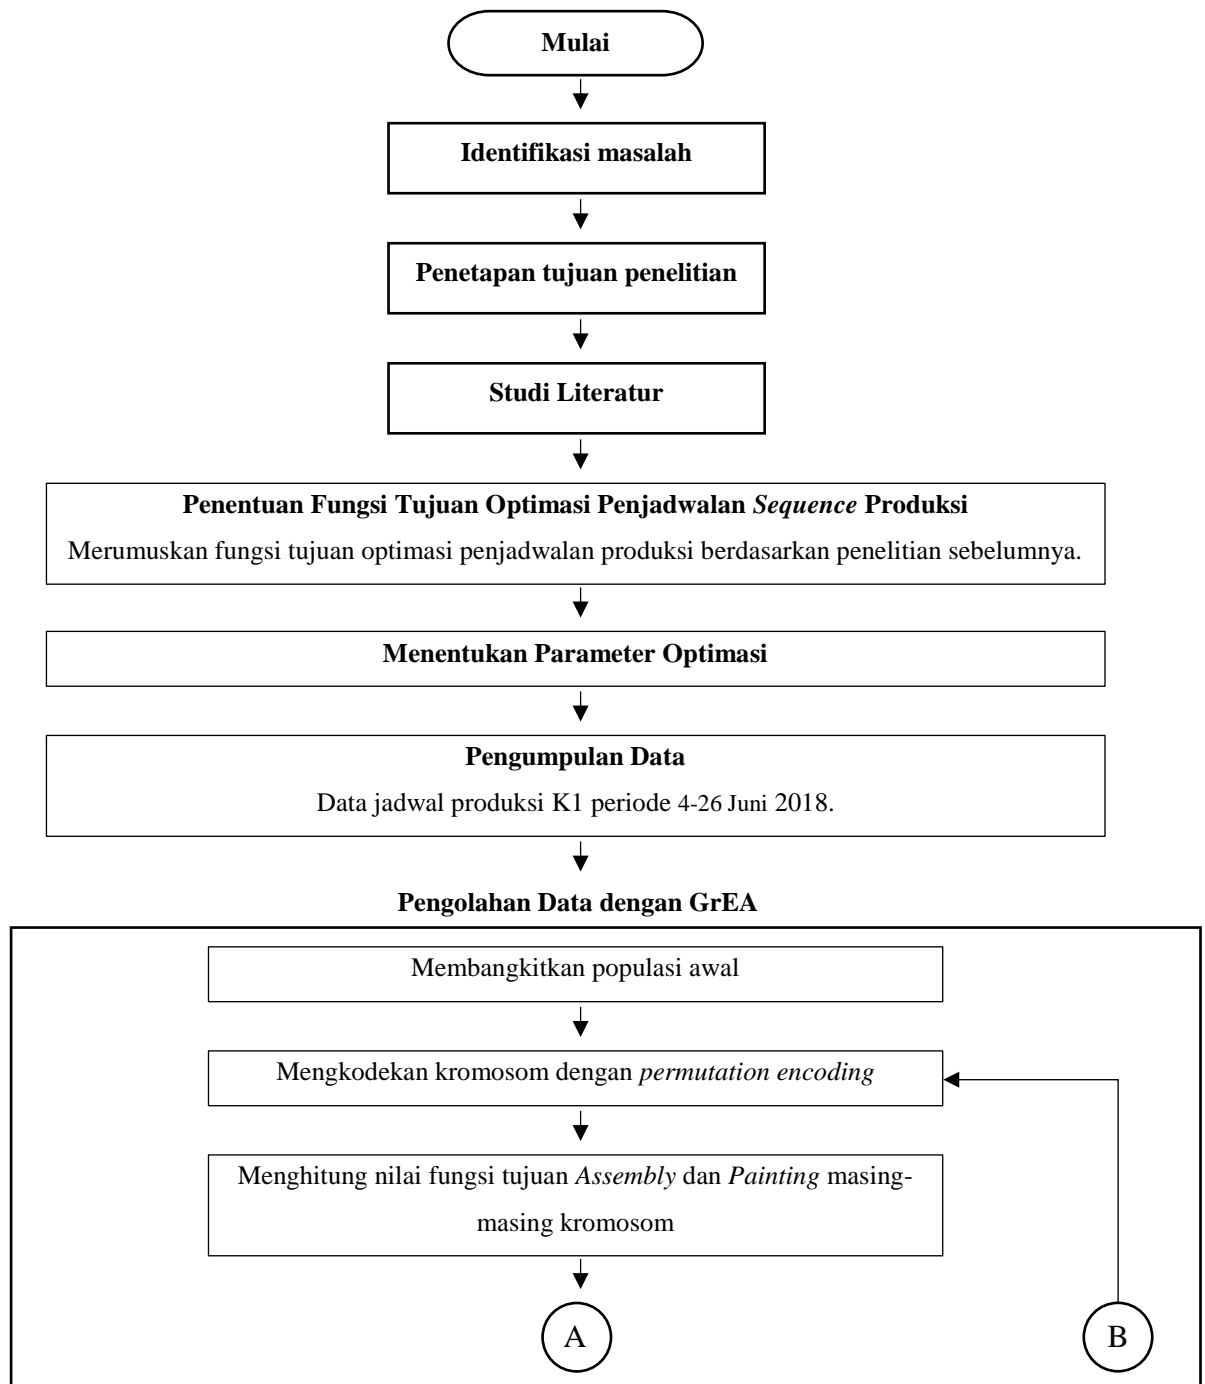 Mulai
Identifikasi masalah
Penetapan tujuan penelitian
Studi Literatur
Penentuan Fungsi Tujuan Optimasi Penjadwalan Sequence Produksi
Merumuskan fungsi tujuan optimasi penjadwalan produksi berdasarkan penelitian sebelumnya.
Menentukan Parameter Optimasi
Pengumpulan Data
Data jadwal produksi K1 periode 4-26 Juni 2018.
Pengolahan Data dengan GrEA
Membangkitkan populasi awal
Mengkodekan kromosom dengan permutation encoding
Menghitung nilai fungsi tujuan Assembly dan Painting masing-
masing kromosom
A
B